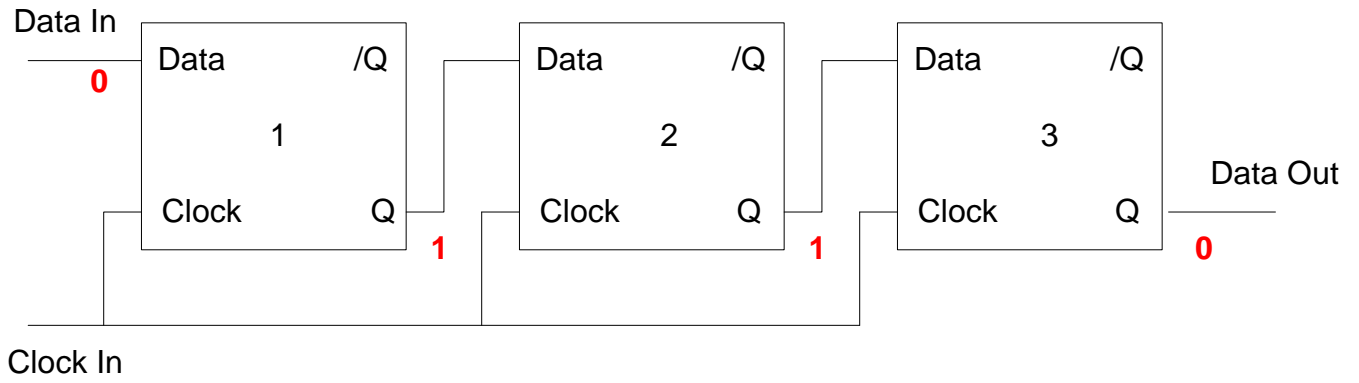 Data In
Data /Q Data /Q Data /Q
0
1 2 3
Data Out
Clock Q Clock Q Clock Q
1 1 0
Clock In